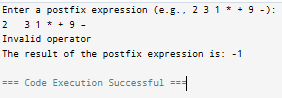 Enter a postfix expression (e.g., 2 3 1 * + 9 -):
2  3 1 * + 9 –
Invalid operator
The result of the postfix expression is: -1
=== Code Execution Successful ===